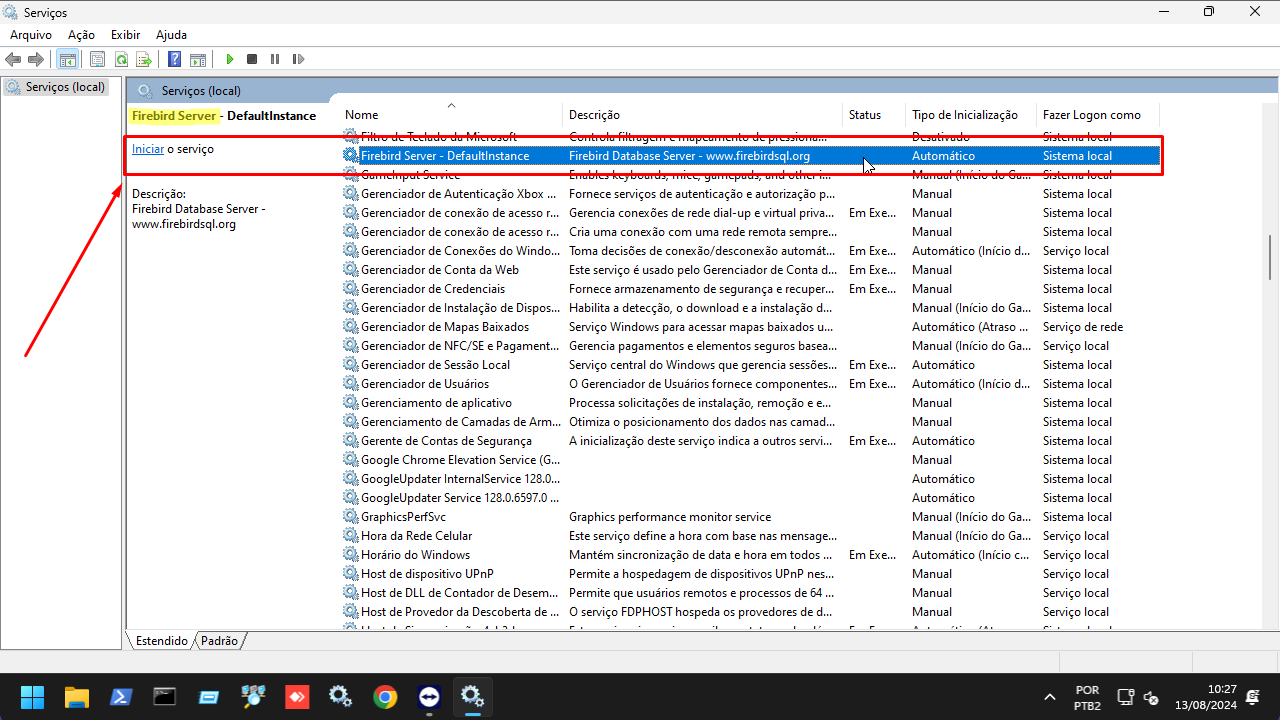 Serviços
Arquivo Ação Exibir Ajuda
Serviços (local)
Serviços (local)
Firebird Server - DefaultInstance
Iniciar o serviço
Descrição:
Firebird Database Server -
www.firebirdsql.org
Nome Descrição Status Tipo de Inicialização Fazer Logon como
Filtro de Teclado da Microsoft Controla filtragem e mapeamento de pressiona... Desativado Sistema local
Firebird Server - DefaultInstance Firebird Database Server - www.firebirdsql.org Automático Sistema local
GameInput Service Enables keyboards, mice, gamepads, and other i... Manual (Início do Ga... Sistema local
Gerenciador de Autenticação Xbox ... Fornece serviços de autenticação e autorização p... Manual Sistema local
Gerenciador de conexão de acesso r... Gerencia conexões de rede dial-up e virtual priva... Em Exe... Manual Sistema local
Gerenciador de conexão de acesso r... Cria uma conexão com uma rede remota sempre... Manual Sistema local
Gerenciador de Conexões do Windo... Toma decisões de conexão/desconexão automát... Em Exe... Automático (Início d... Serviço local
Gerenciador de Conta da Web Este serviço é usado pelo Gerenciador de Conta d... Em Exe... Manual Sistema local
Gerenciador de Credenciais Fornece armazenamento de segurança e recuper... Em Exe... Manual Sistema local
Gerenciador de Instalação de Dispos... Habilita a detecção, o download e a instalação d... Manual (Início do Ga... Sistema local
Gerenciador de Mapas Baixados Serviço Windows para acessar mapas baixados u... Automático (Atraso ... Serviço de rede
Gerenciador de NFC/SE e Pagament... Gerencia pagamentos e elementos seguros basea... Manual (Início do Ga... Serviço local
Gerenciador de Sessão Local Serviço central do Windows que gerencia sessões... Em Exe... Automático Sistema local
Gerenciador de Usuários O Gerenciador de Usuários fornece componentes... Em Exe... Automático (Início d... Sistema local
Gerenciamento de aplicativo Processa solicitações de instalação, remoção e e... Manual Sistema local
Gerenciamento de Camadas de Arm... Otimiza o posicionamento dos dados nas camad... Manual Sistema local
Gerente de Contas de Segurança A inicialização deste serviço indica a outros servi... Em Exe... Automático Sistema local
Google Chrome Elevation Service (G... Manual Sistema local
GoogleUpdater InternalService 128.0... Automático Sistema local
GoogleUpdater Service 128.0.6597.0 ... Automático Sistema local
GraphicsPerfSvc Graphics performance monitor service Manual (Início do Ga... Sistema local
Hora da Rede Celular Este serviço define a hora com base nas mensage... Manual (Início do Ga... Serviço local
Horário do Windows Mantém sincronização de data e hora em todos ... Em Exe... Automático (Início c... Serviço local
Host de dispositivo UPnP Permite a hospedagem de dispositivos UPnP nes... Manual Serviço local
Host de DLL de Contador de Desem... Permite que usuários remotos e processos de 64 ... Manual Serviço local
Host de Provedor da Descoberta de ... O serviço FDPHOST hospeda os provedores de d... Manual Serviço local
Estendido Padrão
POR
PTB2
10:27
13/08/2024